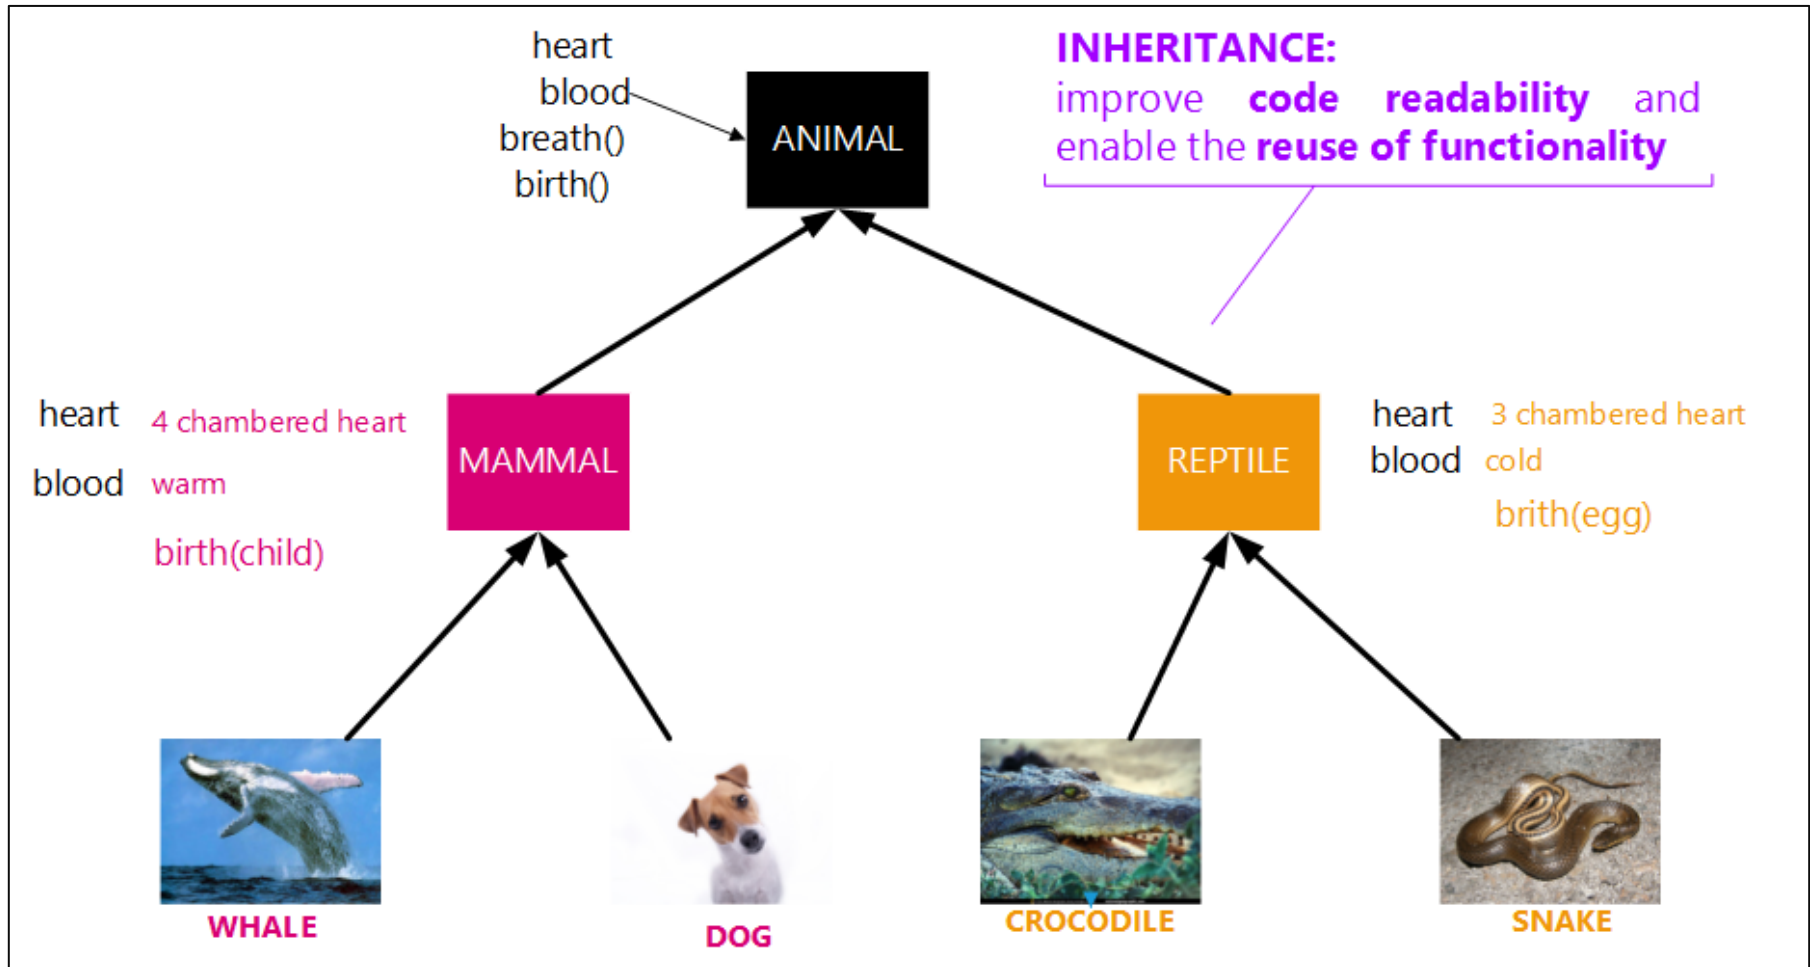 heart
blood
breath()
birth()
ANIMAL
INHERITANCE:
improve code readability and
enable the reuse of functionality
heart 4 chambered heart
blood warm
birth(child)
MAMMAL
REPTILE
heart 3 chambered heart
blood cold
brith(egg)
WHALE
DOG
CROCODILE
SNAKE